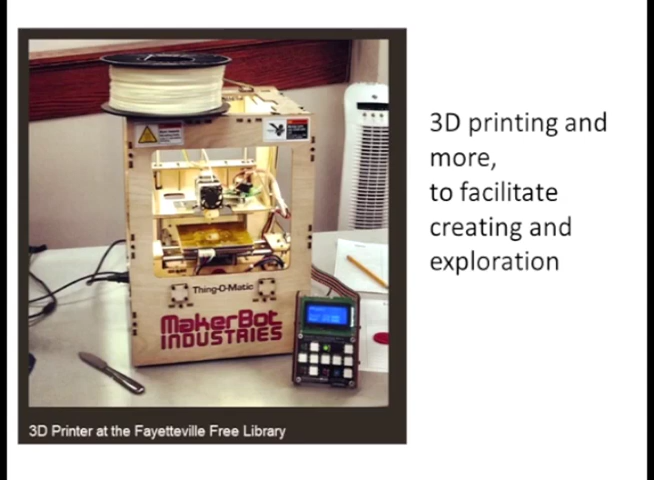 3D printing and
more,
to facilitate
creating and
exploration
Thing-O-Matic
MakerBot
INDUSTRIES
3D Printer at the Fayetteville Free Library